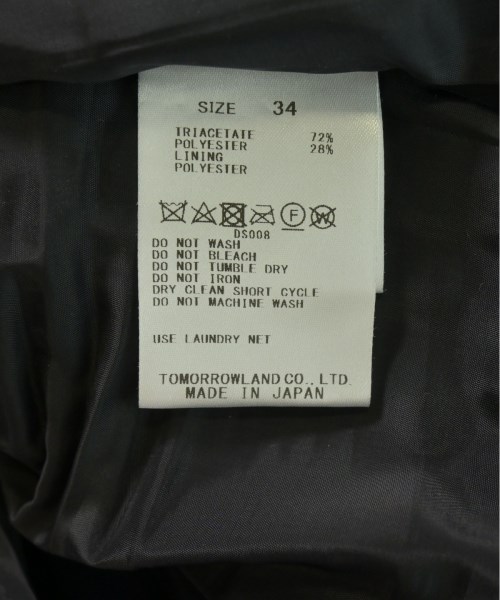 SIZE 34
TRIACETATE 72%
POLYESTER 28%
LINING
POLYESTER
F W
DS008
DO NOT WASH
DO NOT BLEACH
DO NOT TUMBLE DRY
DO NOT IRON
DRY CLEAN SHORT CYCLE
DO NOT MACHINE WASH
USE LAUNDRY NET
TOMORROWLAND CO., LTD.
MADE IN JAPAN